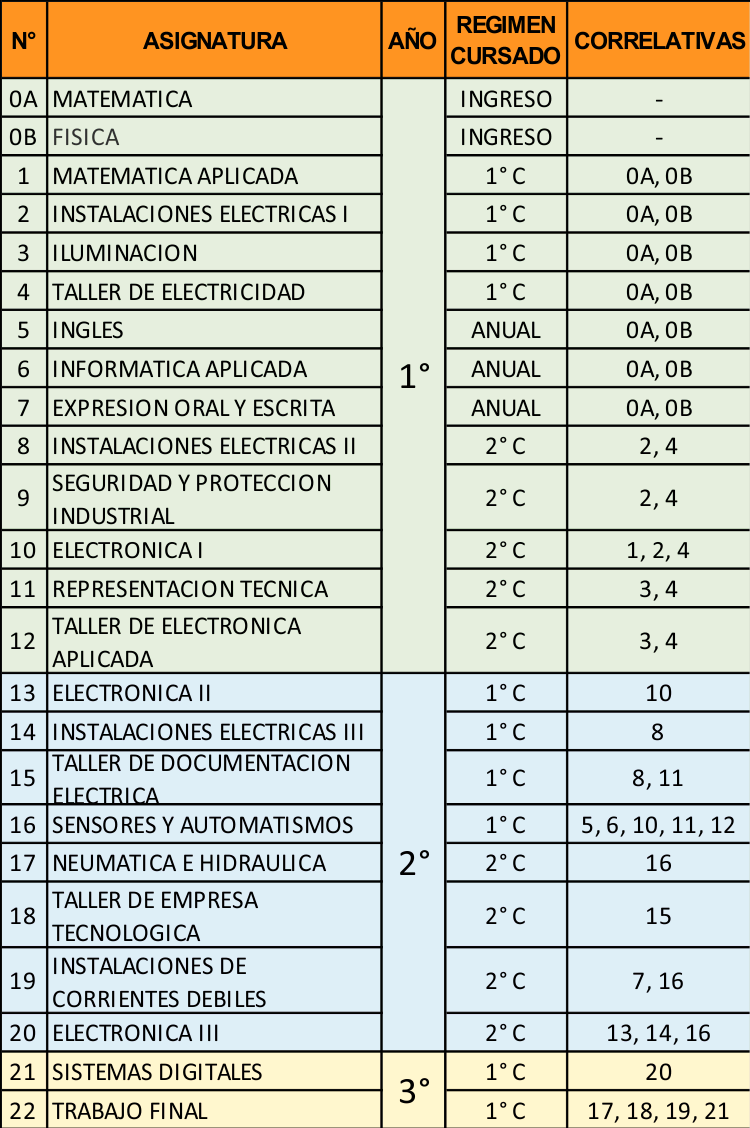 N° ASIGNATURA AÑO REGIMEN CURSADO CORRELATIVAS
0A MATEMATICA INGRESO -
0B FISICA INGRESO -
1 MATEMATICA APLICADA 1° C 0A, 0B
2 INSTALACIONES ELECTRICAS I 1° C 0A, 0B
3 ILUMINACION 1° C 0A, 0B
4 TALLER DE ELECTRICIDAD 1° C 0A, 0B
5 INGLES ANUAL 0A, 0B
6 INFORMATICA APLICADA ANUAL 0A, 0B
1°
7 EXPRESION ORAL Y ESCRITA ANUAL 0A, 0B
8 INSTALACIONES ELECTRICAS II 2° C 2, 4
9 SEGURIDAD Y PROTECCION
INDUSTRIAL 2° C 2, 4
10 ELECTRONICA I 2° C 1, 2, 4
11 REPRESENTACION TECNICA 2° C 3, 4
12 TALLER DE ELECTRONICA
APLICADA 2° C 3, 4
13 ELECTRONICA II 1° C 10
14 INSTALACIONES ELECTRICAS III 1° C 8
15 TALLER DE DOCUMENTACION
ELECTRICA 1° C 8, 11
16 SENSORES Y AUTOMATISMOS 1° C 5, 6, 10, 11, 12
17 NEUMATICA E HIDRAULICA 2° 2° C 16
18 TALLER DE EMPRESA
TECNOLOGICA 2° C 15
19 INSTALACIONES DE
CORRIENTES DEBILES 2° C 7, 16
20 ELECTRONICA III 2° C 13, 14, 16
21 SISTEMAS DIGITALES 1° C 20
3°
22 TRABAJO FINAL 1° C 17, 18, 19, 21